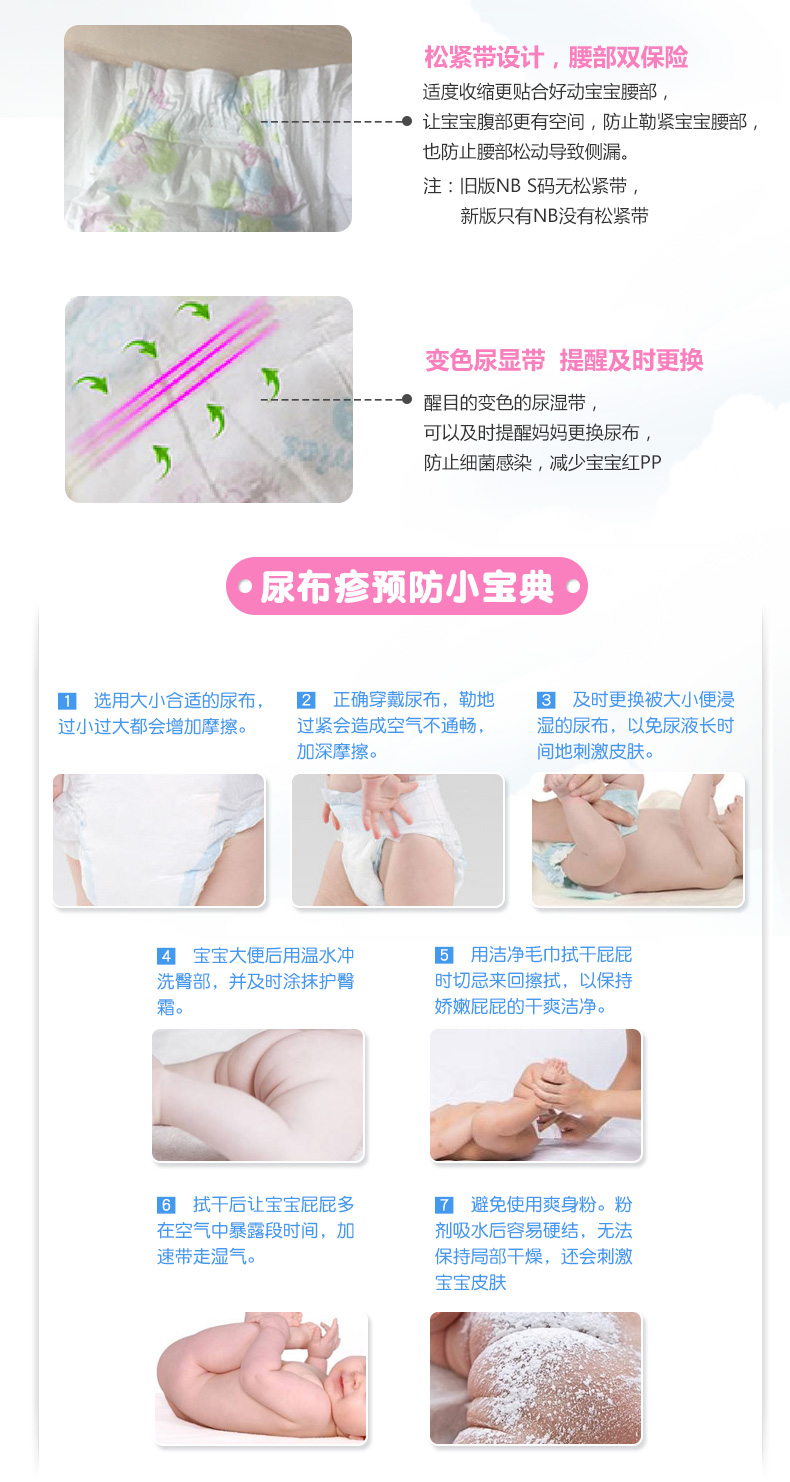 松紧带设计，腰部双保险
适度收缩更贴合好动宝宝腰部，
让宝宝腹部更有空间，防止勒紧宝宝腰部，
也防止腰部松动导致侧漏。
注：旧版NB S码无松紧带，
新版只有NB没有松紧带
变色尿显带 提醒及时更换
醒目的变色的尿湿带，
可以及时提醒妈妈更换尿布，
防止细菌感染，减少宝宝红PP
尿布疹预防小宝典
1 选用大小合适的尿布，
过小过大都会增加摩擦。
2 正确穿戴尿布，勒地
过紧会造成空气不通畅，
加深摩擦。
3 及时更换被大小便浸
湿的尿布，以免尿液长时
间地刺激皮肤。
4 宝宝大便后用温水冲
洗臀部，并及时涂抹护臀
霜。
5 用洁净毛巾拭干屁屁
时切忌来回擦拭，以保持
娇嫩屁屁的干爽洁净。
6 拭干后让宝宝屁屁多
在空气中暴露段时间，加
速带走湿气。
7 避免使用爽身粉。粉
剂吸水后容易硬结，无法
保持局部干燥，还会刺激
宝宝皮肤